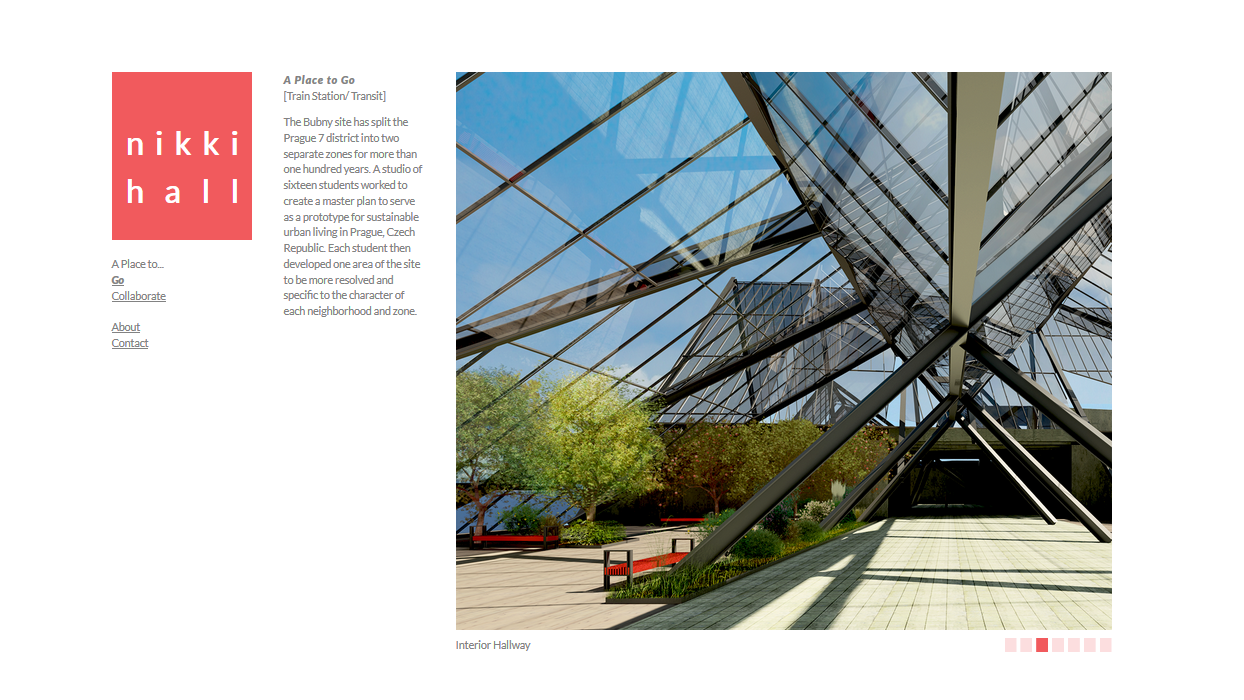 nikki
hall
A Place to...
Go
Collaborate
About
Contact
A Place to Go
[Train Station/ Transit]
The Bubny site has split the
Prague 7 district into two
separate zones for more than
one hundred years. A studio of
sixteen students worked to
create a master plan to serve
as a prototype for sustainable
urban living in Prague, Czech
Republic. Each student then
developed one area of the site
to be more resolved and
specific to the character of
each neighborhood and zone.
Interior Hallway